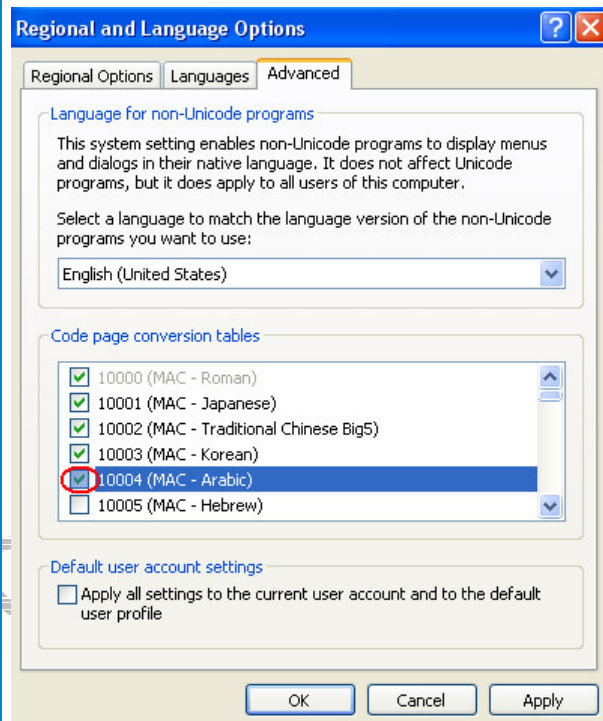 Regional and Language Options
Regional Options Languages Advanced
Language for non-Unicode programs
This system setting enables non-Unicode programs to display menus
and dialogs in their native language. It does not affect Unicode
programs, but it does apply to all users of this computer.
Select a language to match the language version of the non-Unicode
programs you want to use:
English (United States)
Code page conversion tables
10000 (MAC - Roman)
10001 (MAC - Japanese)
10002 (MAC - Traditional Chinese Big5)
10003 (MAC - Korean)
10004 (MAC - Arabic)
10005 (MAC - Hebrew)
Default user account settings
Apply all settings to the current user account and to the default
user profile
OK Cancel Apply